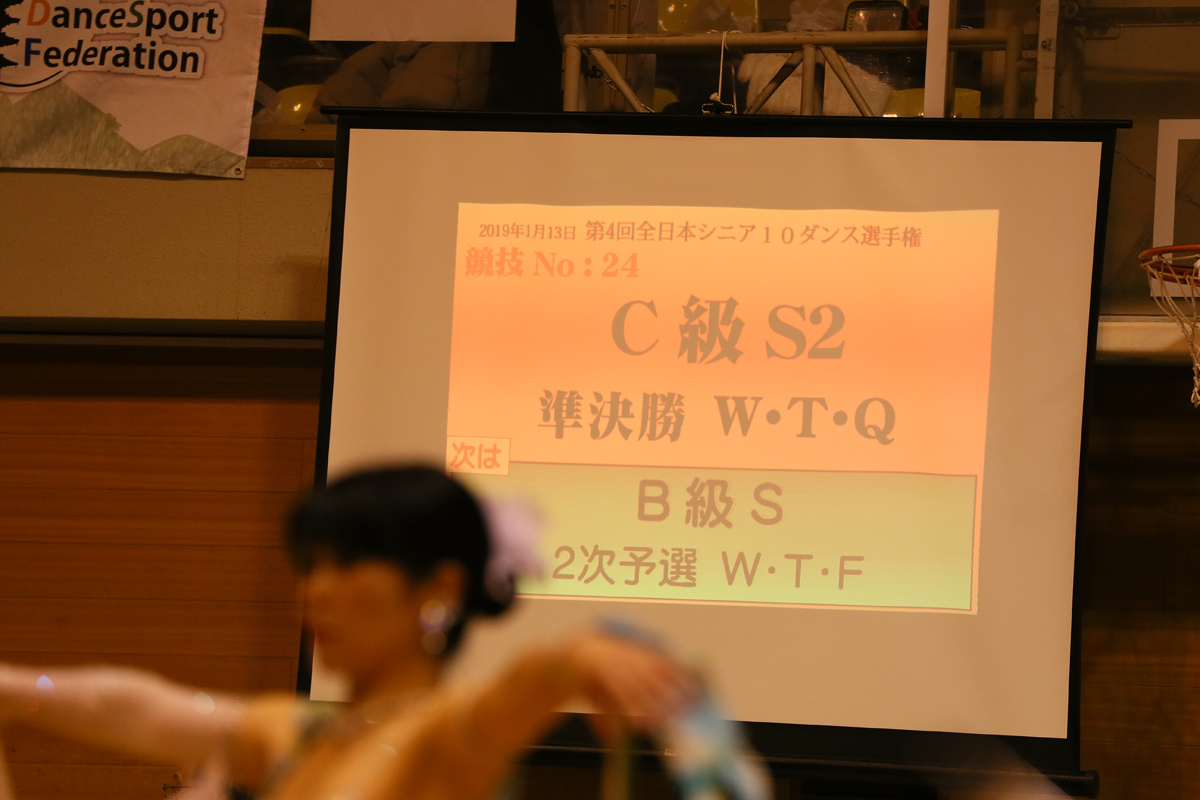 DanceSport
Federation
2019年1月13日 第4回全日本シニア１０ダンス選手権
競技 No : 24
C 級 S2
準決勝 W・T・Q
次は
B 級 S
2次予選 W・T・F